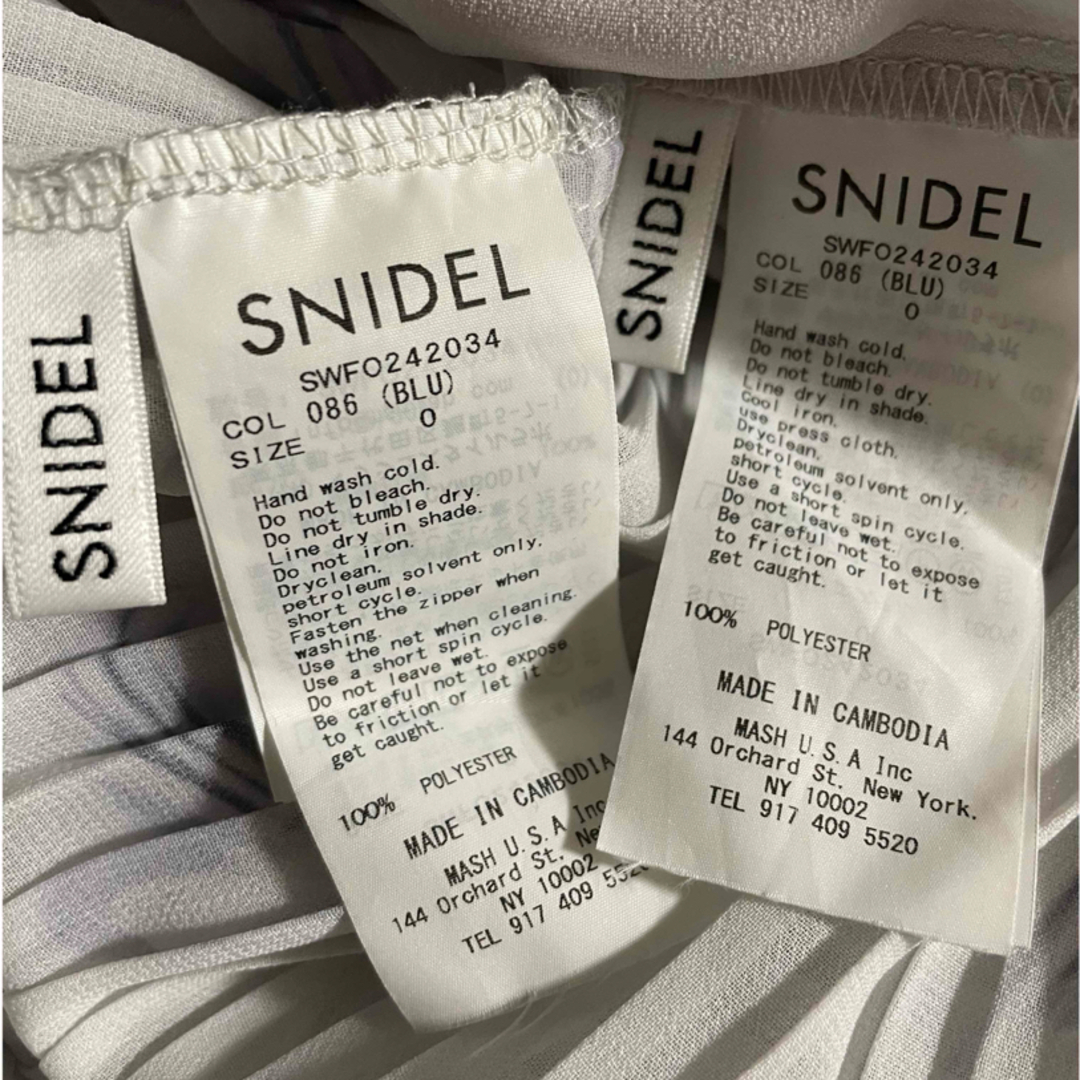 SNIDEL
SNIDEL
SWFO242034
COL 086 (BLU)
SIZE 0
Hand wash cold.
Do not bleach.
Do not tumble dry.
Line dry in shade.
Do not iron.
Dryclean.
petroleum solvent only.
short cycle.
Fasten the zipper when
washing.
Use the net when cleaning.
Use a short spin cycle.
Do not leave wet.
Be careful not to expose
to friction or let it
get caught.
100% POLYESTER
MADE IN CAMBODIA
MASH U.S.A Inc
144 Orchard St. Ne
NY 10002
TEL 917 409 552
SNIDEL
SNIDEL
SWFO242034
COL 086 (BLU)
SIZE 0
Hand wash cold.
Do not bleach.
Do not tumble dry.
Line dry in shade.
Cool iron.
use press cloth.
Dryclean.
petroleum solvent only.
short cycle.
Use a short spin cycle.
Do not leave wet.
Be careful not to expose
to friction or let it
get caught.
100% POLYESTER
MADE IN CAMBODIA
MASH U.S.A Inc
144 Orchard St. New York.
NY 10002
TEL 917 409 5520